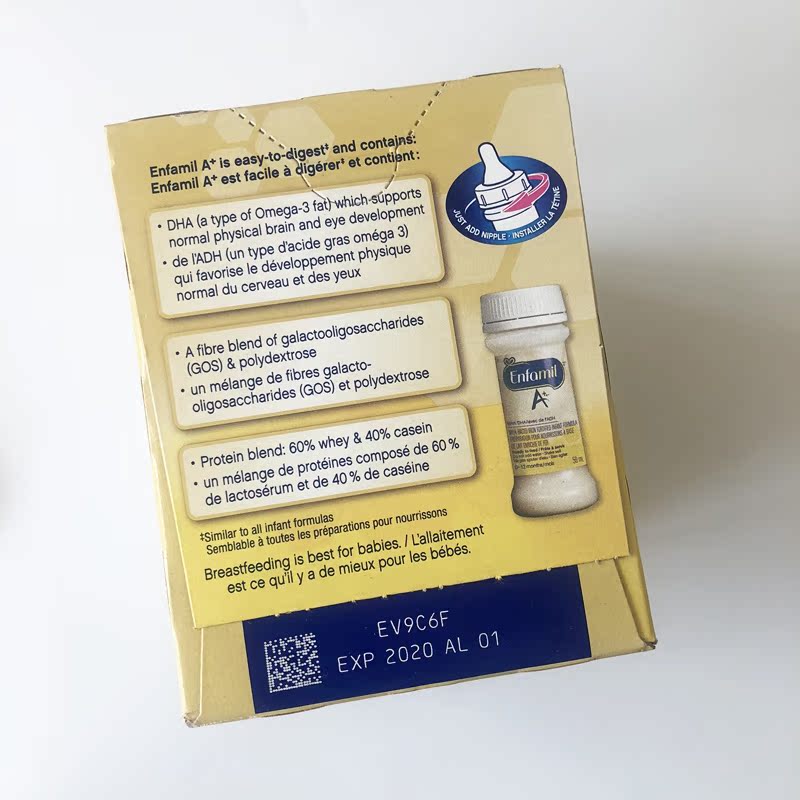 Enfamil A+ is easy-to-digest‡ and contains:
Enfamil A+ est facile à digérer‡ et contient :
• DHA (a type of Omega-3 fat) which supports
normal physical brain and eye development
• de l'ADH (un type d'acide gras oméga 3)
qui favorise le développement physique
normal du cerveau et des yeux
JUST ADD NIPPLE • INSTALLER LA TÉTINE
• A fibre blend of galactooligosaccharides
(GOS) & polydextrose
• un mélange de fibres galacto-
oligosaccharides (GOS) et polydextrose
Enfamil
A+
• Protein blend: 60% whey & 40% casein
• un mélange de protéines composé de 60 %
de lactosérum et de 40 % de caséine
‡Similar to all infant formulas
Semblable à toutes les préparations pour nourrissons
Breastfeeding is best for babies. / L'allaitement
est ce qu'il y a de mieux pour les bébés.
EV9C6F
EXP 2020 AL 01